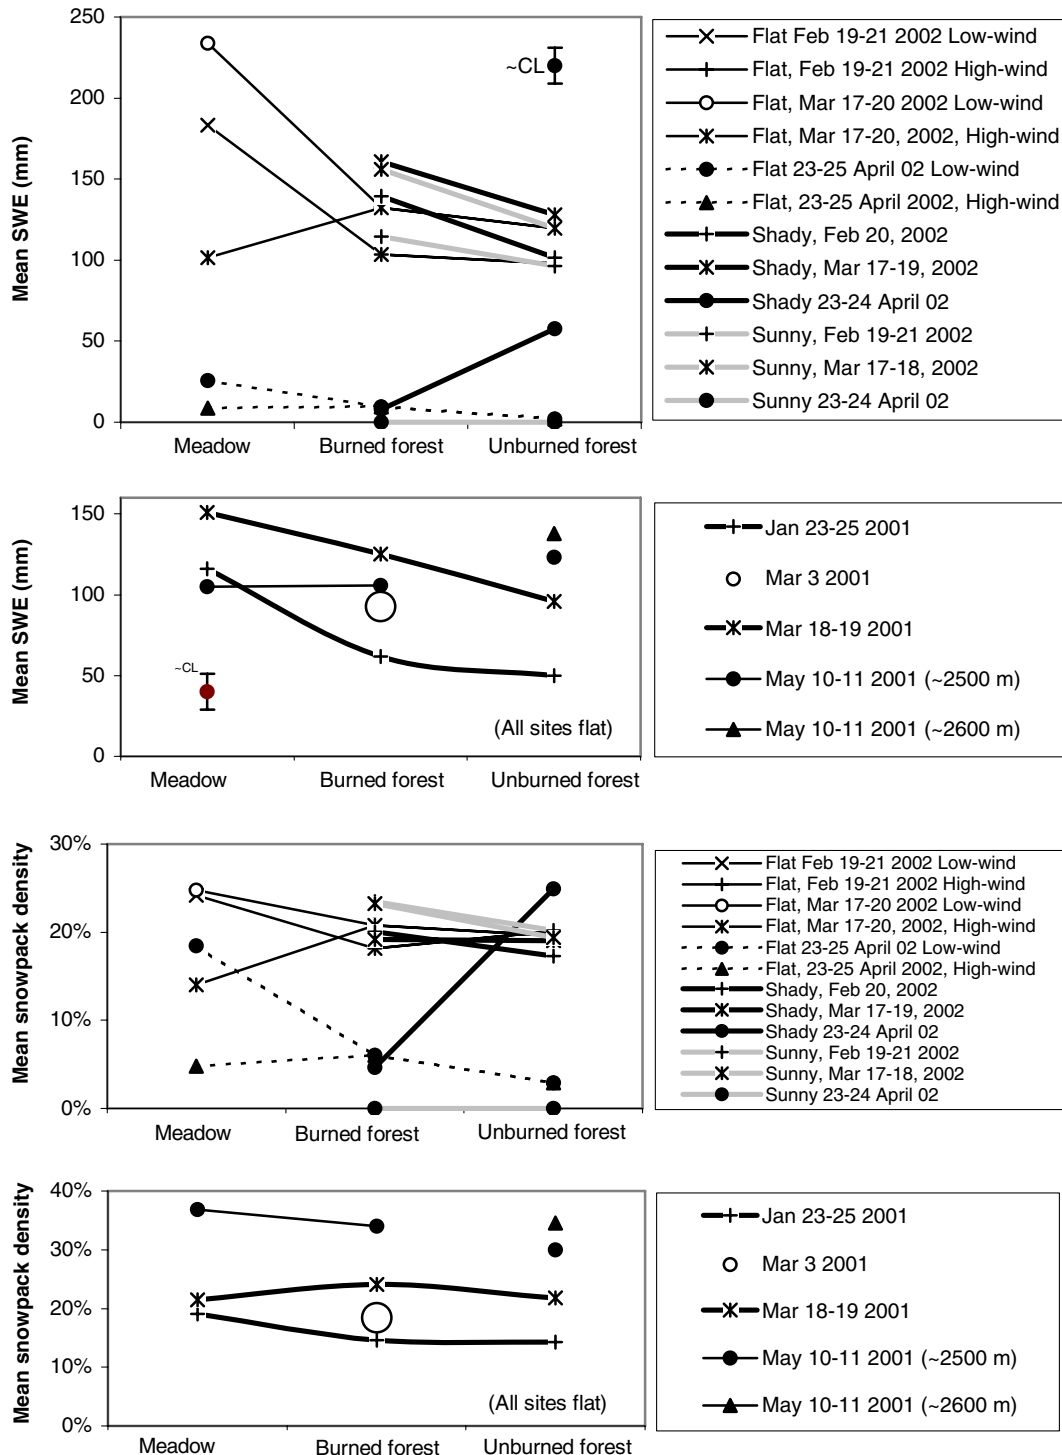 Mean SWE (mm)
250
200
150
100
50
0
~CL
Meadow
Burned forest
Unburned forest
Flat Feb 19-21 2002 Low-wind
Flat, Feb 19-21 2002 High-wind
Flat, Mar 17-20 2002 Low-wind
Flat, Mar 17-20, 2002, High-wind
Flat 23-25 April 02 Low-wind
Flat, 23-25 April 2002, High-wind
Shady, Feb 20, 2002
Shady, Mar 17-19, 2002
Shady 23-24 April 02
Sunny, Feb 19-21 2002
Sunny, Mar 17-18, 2002
Sunny 23-24 April 02
Mean SWE (mm)
150
100
50
0
~CL
(All sites flat)
Meadow
Burned forest
Unburned forest
Jan 23-25 2001
Mar 3 2001
Mar 18-19 2001
May 10-11 2001 (~2500 m)
May 10-11 2001 (~2600 m)
Mean snowpack density
30%
20%
10%
0%
Meadow
Burned forest
Unburned forest
Flat Feb 19-21 2002 Low-wind
Flat, Feb 19-21 2002 High-wind
Flat, Mar 17-20 2002 Low-wind
Flat, Mar 17-20, 2002, High-wind
Flat 23-25 April 02 Low-wind
Flat, 23-25 April 2002, High-wind
Shady, Feb 20, 2002
Shady, Mar 17-19, 2002
Shady 23-24 April 02
Sunny, Feb 19-21 2002
Sunny, Mar 17-18, 2002
Sunny 23-24 April 02
Mean snowpack density
40%
30%
20%
10%
0%
(All sites flat)
Meadow
Burned forest
Unburned forest
Jan 23-25 2001
Mar 3 2001
Mar 18-19 2001
May 10-11 2001 (~2500 m)
May 10-11 2001 (~2600 m)